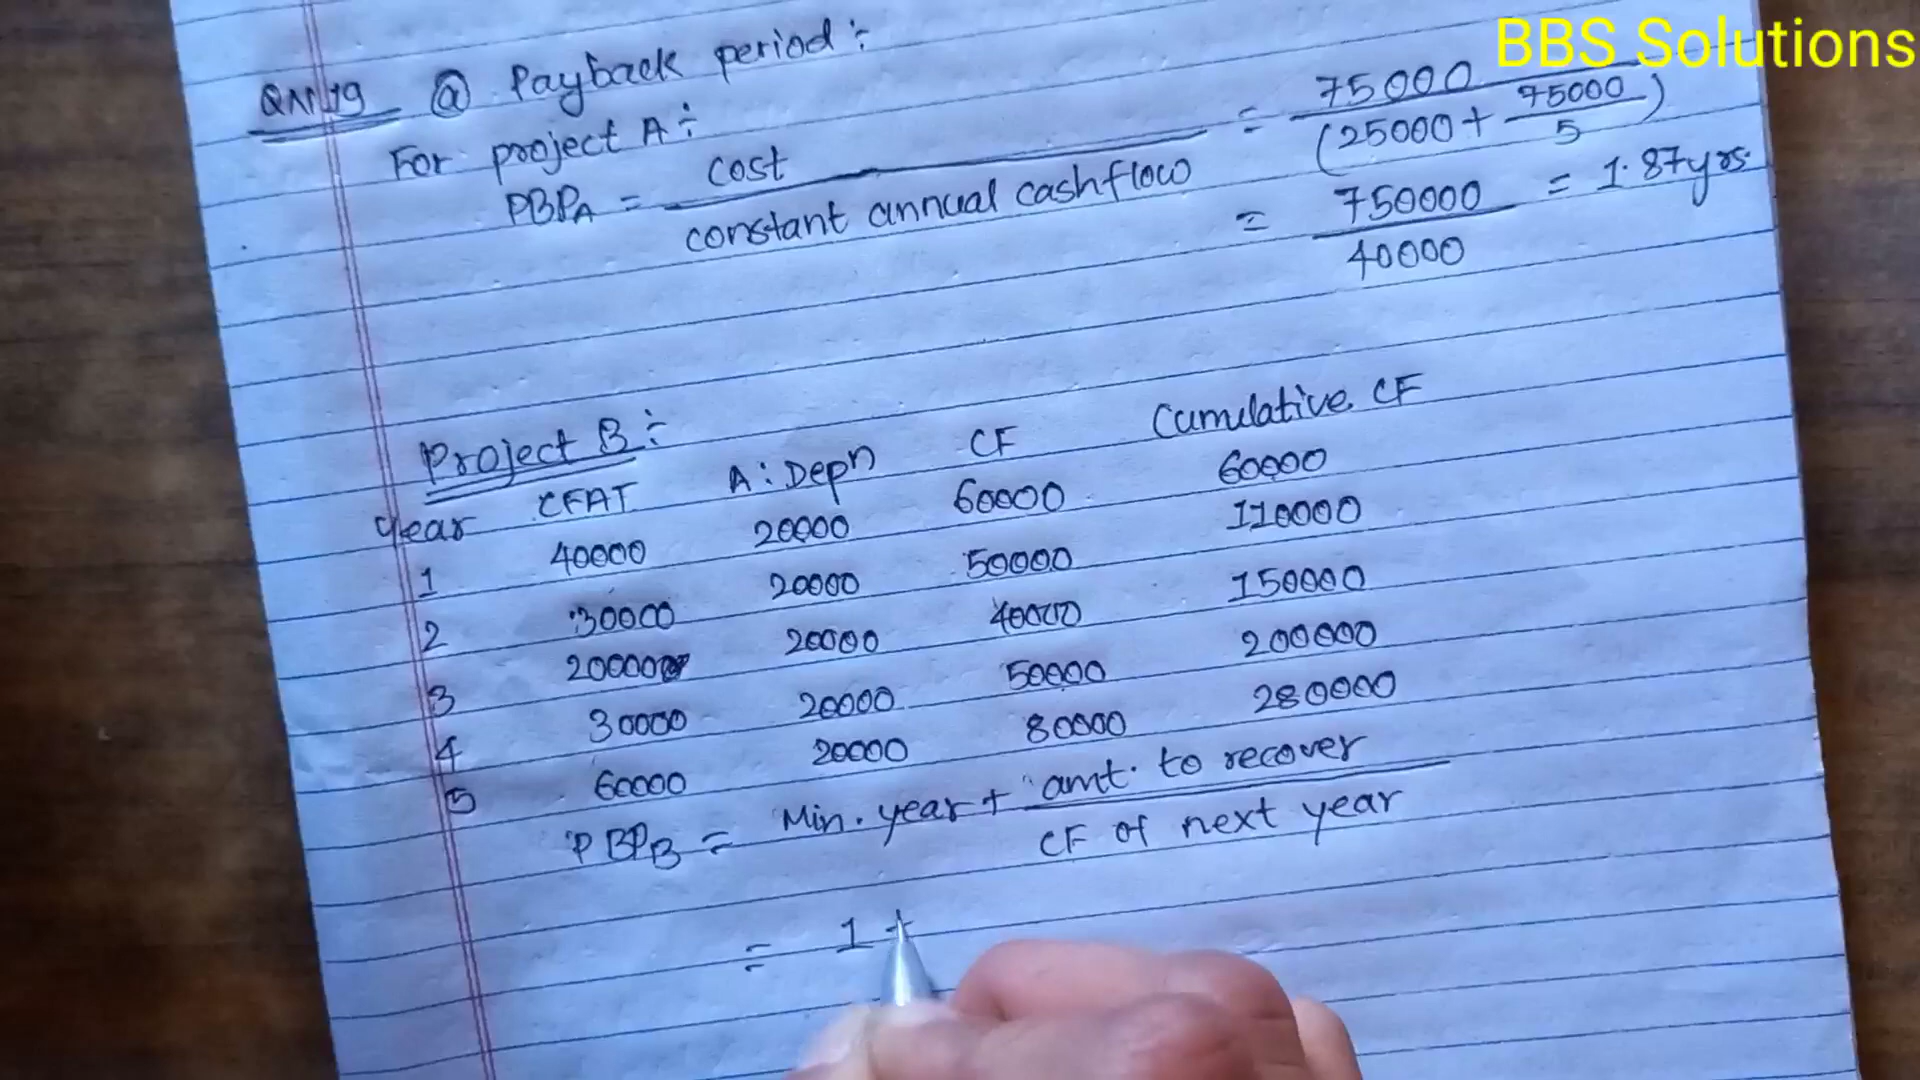 BBS Solutions
QN.19 @ Payback period:
For project A:
PBPA = cost / constant annual cashflow = 75000 / (25000 + 75000 / 5)
= 750000 / 40000 = 1.87yrs.
Project B:
year CFAT A: Depn CF Cumulative CF
1 40000 20000 60000 60000
2 30000 20000 50000 110000
3 20000 20000 40000 150000
4 30000 20000 50000 200000
5 60000 20000 80000 280000
PBPB = Min. year + amt. to recover / CF of next year
= 1 +